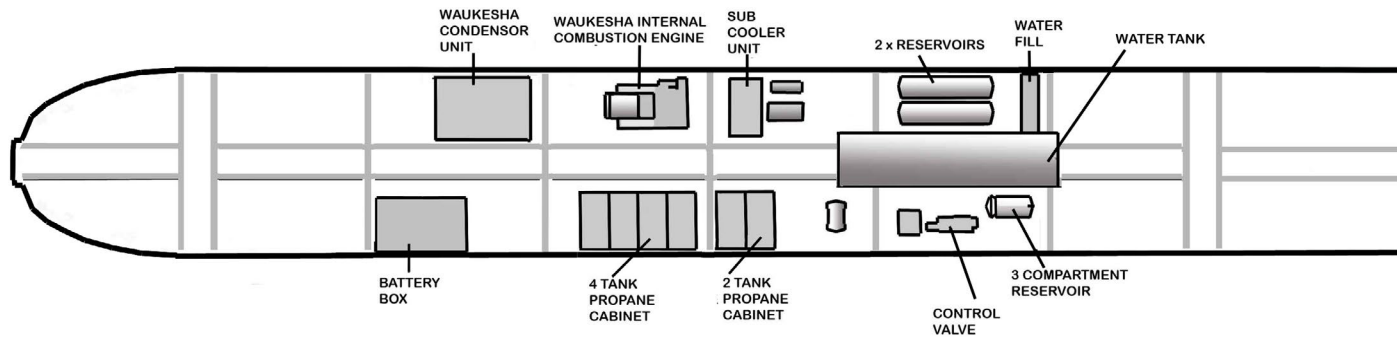 WAUKESHA
CONDENSOR
UNIT
WAUKESHA INTERNAL
COMBUSTION ENGINE
SUB
COOLER
UNIT
2 x RESERVOIRS
WATER
FILL
WATER TANK
BATTERY
BOX
4 TANK
PROPANE
CABINET
2 TANK
PROPANE
CABINET
CONTROL
VALVE
3 COMPARTMENT
RESERVOIR